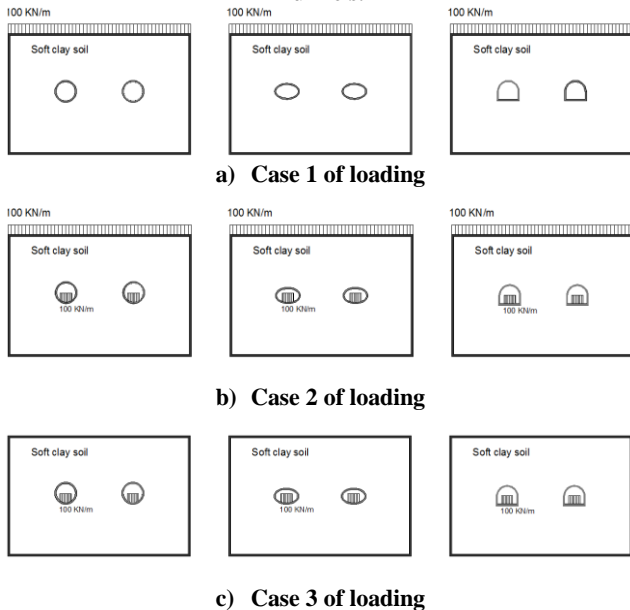 100 KN/m 100 KN/m 100 KN/m
Soft clay soil Soft clay soil Soft clay soil
a) Case 1 of loading
100 KN/m 100 KN/m 100 KN/m
Soft clay soil Soft clay soil Soft clay soil
100 KN/m 100 KN/m 100 KN/m
b) Case 2 of loading
Soft clay soil Soft clay soil Soft clay soil
100 KN/m 100 KN/m 100 KN/m
c) Case 3 of loading